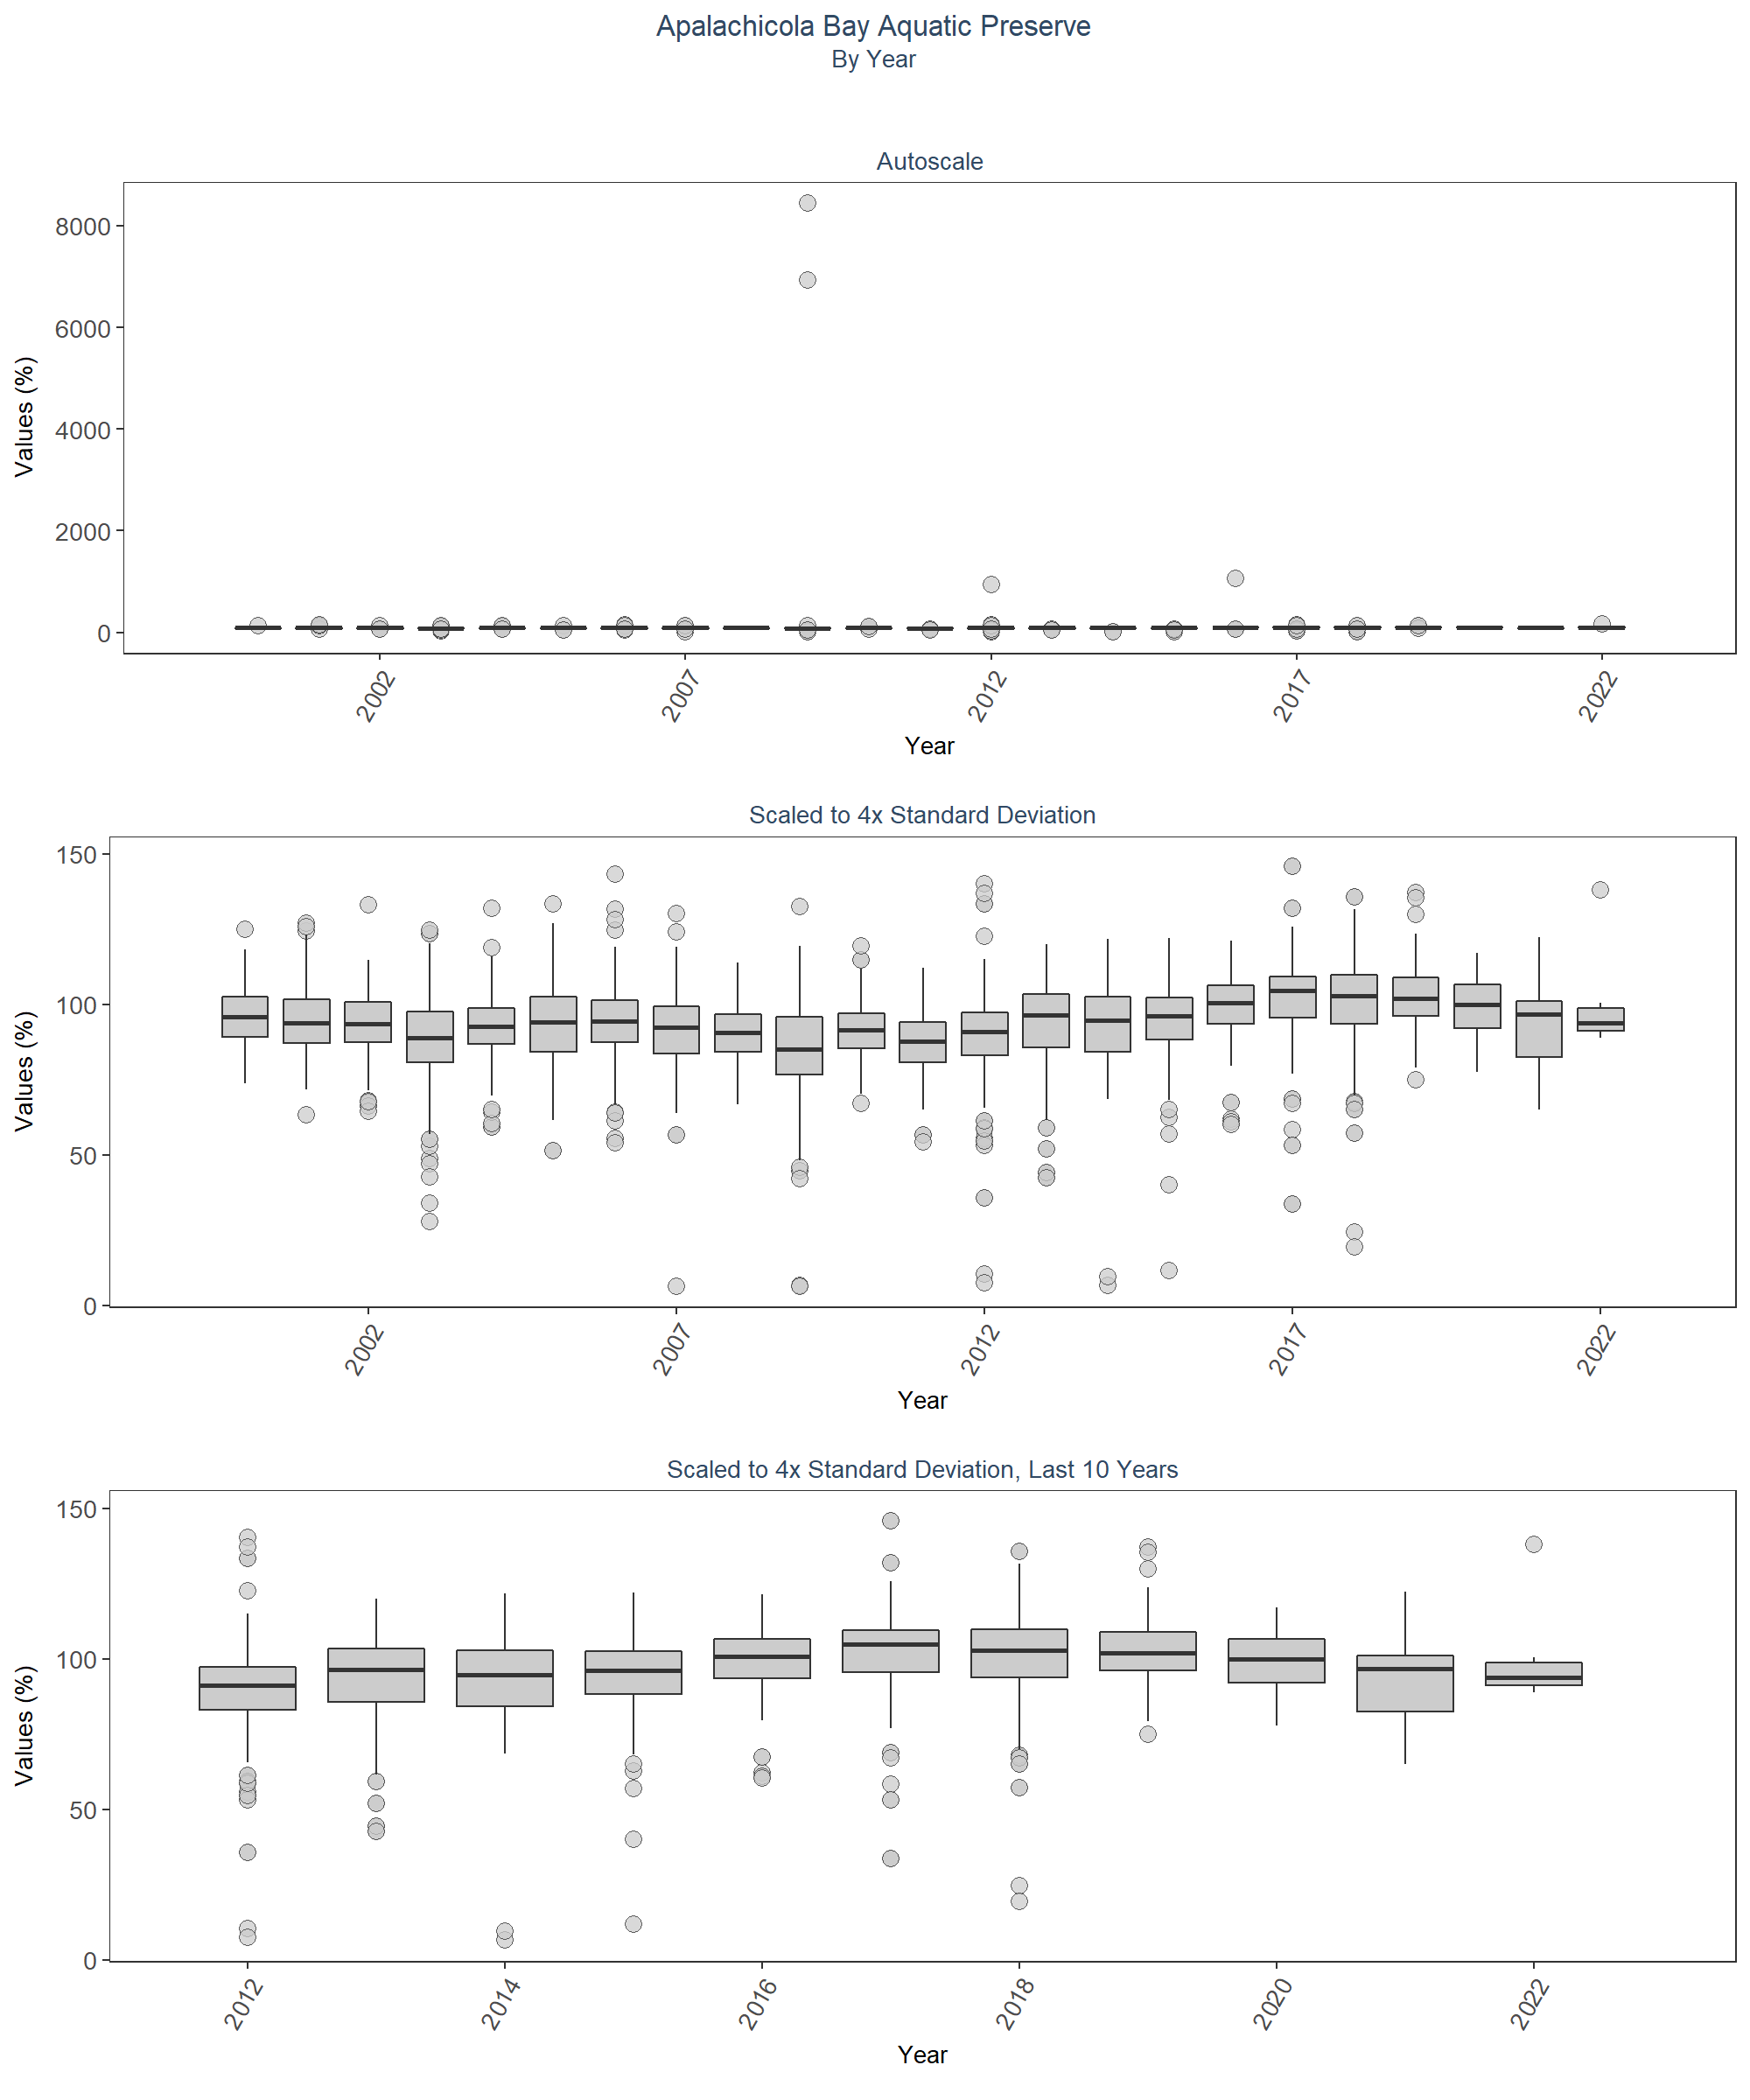 Apalachicola Bay Aquatic Preserve
By Year
Autoscale
Values (%)
8000
6000
4000
2000
0
2002 2007 2012 2017 2022
Year
Scaled to 4x Standard Deviation
Values (%)
150
100
50
0
2002 2007 2012 2017 2022
Year
Scaled to 4x Standard Deviation, Last 10 Years
Values (%)
150
100
50
0
2012 2014 2016 2018 2020 2022
Year